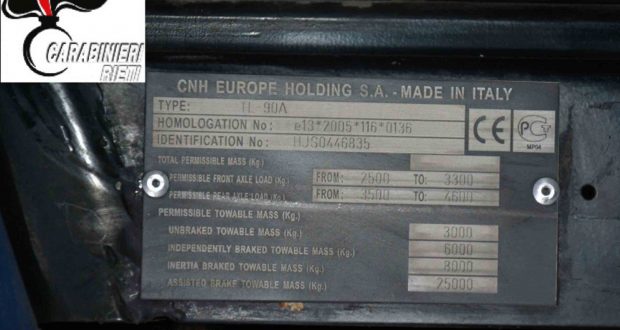 CARABINIERI
RIETI
CNH EUROPE HOLDING S.A. - MADE IN ITALY
TYPE: TL-90A
HOMOLOGATION No: e13*2005*116*0136
IDENTIFICATION No: HJS0446835
CE
PCT
MP04
TOTAL PERMISSIBLE MASS (Kg.)
PERMISSIBLE FRONT AXLE LOAD (Kg.) FROM: 2500 TO: 3300
PERMISSIBLE REAR AXLE LOAD (Kg.) FROM: 3500 TO: 4600
PERMISSIBLE TOWABLE MASS (Kg.)
UNBRAKED TOWABLE MASS (Kg.) 3000
INDEPENDENTLY BRAKED TOWABLE MASS (Kg.) 6000
INERTIA BRAKED TOWABLE MASS (Kg.) 8000
ASSISTED BRAKE TOWABLE MASS (Kg.) 25000